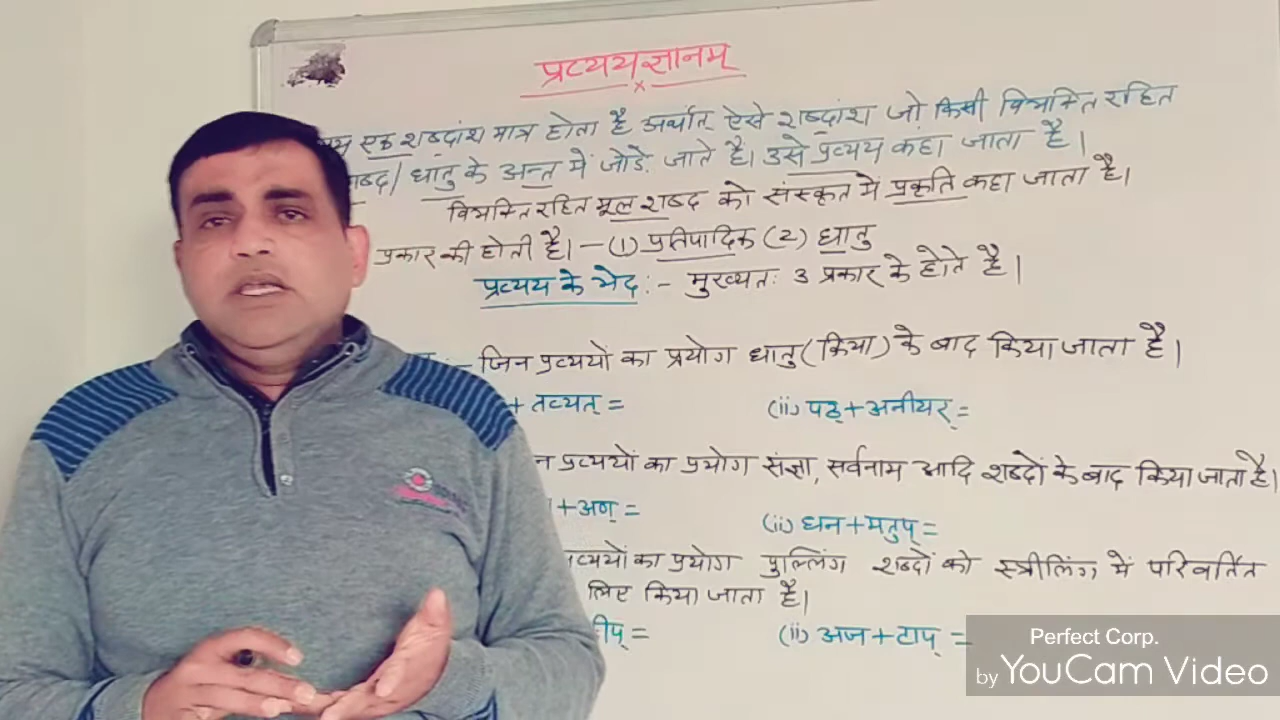 प्रत्ययज्ञानम्
एक शब्दांश मात्र होता है अर्थात् ऐसे शब्दांश जो किसी विभक्ति रहित
शब्द / धातु के अन्त में जोड़े जाते है। उसे प्रत्यय कहा जाता है।
विभक्ति रहित मूल शब्द को संस्कृत में प्रकृति कहा जाता है।
प्रकार की होती है। – (1) प्रतिपादिक (2) धातु
प्रत्यय के भेद :- मुख्यतः 3 प्रकार के होते है।
- जिन प्रत्ययों का प्रयोग धातु (क्रिया) के बाद किया जाता है।
+ तव्यत् = (ii) पठ् + अनीयर् =
प्रत्ययों का प्रयोग संज्ञा, सर्वनाम आदि शब्दों के बाद किया जाता है।
+ अण् = (ii) धन + मतुप् =
का प्रयोग पुल्लिंग शब्दों को स्त्रीलिंग में परिवर्तित
लिए किया जाता है।
= (ii) अज + टाप् =
Perfect Corp.
by YouCam Video